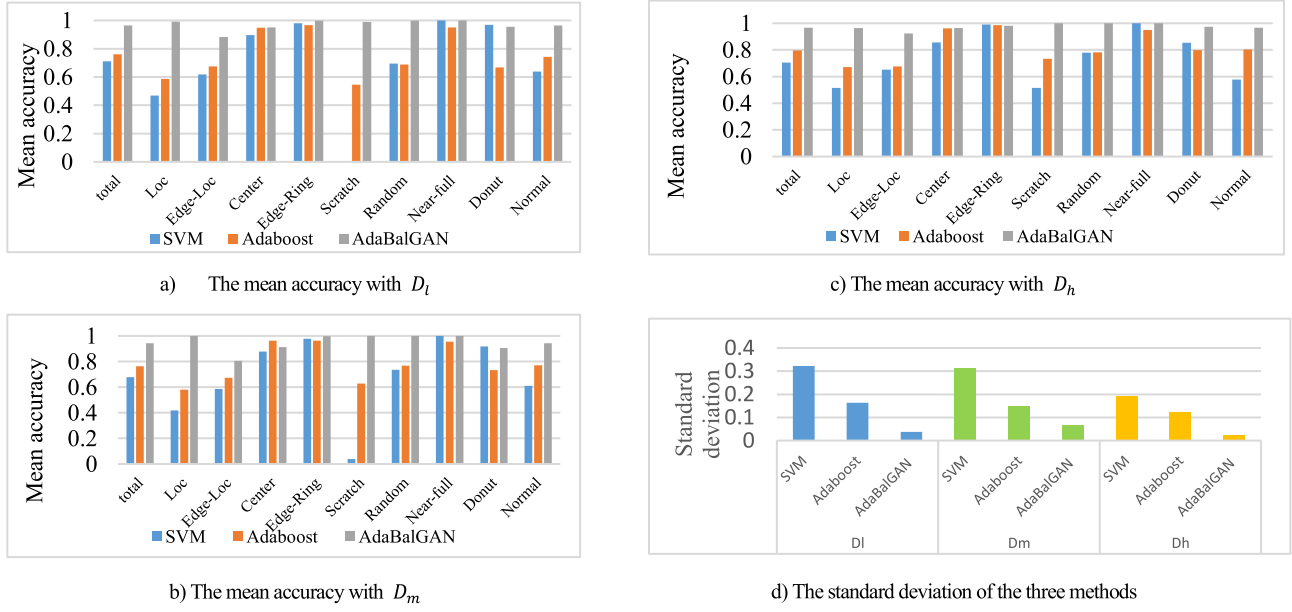 Mean accuracy
1
0.8
0.6
0.4
0.2
0
total Loc Edge-Loc Center Edge-Ring Scratch Random Near-full Donut Normal
SVM Adaboost AdaBalGAN
a) The mean accuracy with D_l
Mean accuracy
1
0.8
0.6
0.4
0.2
0
total Loc Edge-Loc Center Edge-Ring Scratch Random Near-full Donut Normal
SVM Adaboost AdaBalGAN
b) The mean accuracy with D_m
Mean accuracy
1
0.8
0.6
0.4
0.2
0
total Loc Edge-Loc Center Edge-Ring Scratch Random Near-full Donut Normal
SVM Adaboost AdaBalGAN
c) The mean accuracy with D_h
Standard
deviation
0.4
0.3
0.2
0.1
0
SVM Adaboost AdaBalGAN SVM Adaboost AdaBalGAN SVM Adaboost AdaBalGAN
Dl Dm Dh
d) The standard deviation of the three methods